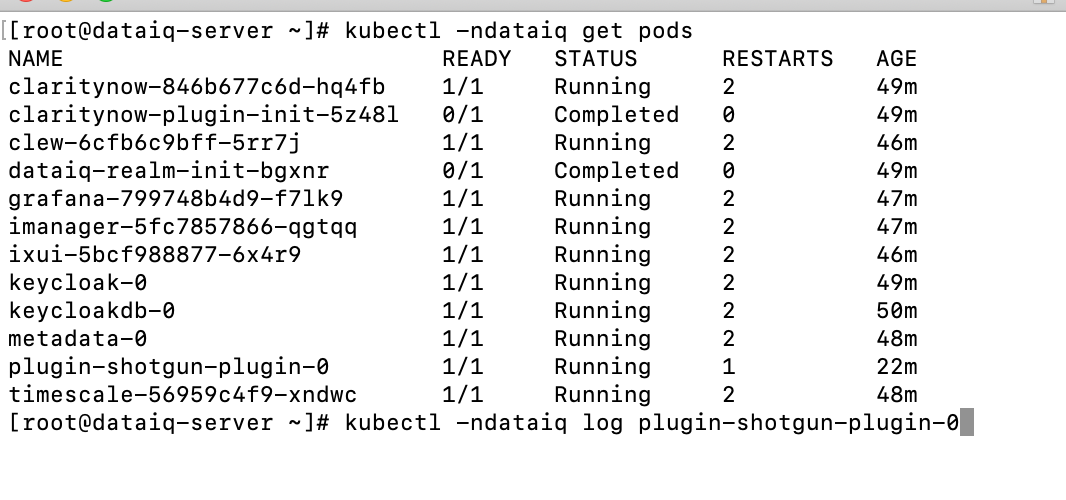 [[root@dataiq-server ~]# kubectl -ndataiq get pods
NAME READY STATUS RESTARTS AGE
claritynow-846b677c6d-hq4fb 1/1 Running 2 49m
claritynow-plugin-init-5z48l 0/1 Completed 0 49m
clew-6cfb6c9bff-5rr7j 1/1 Running 2 46m
dataiq-realm-init-bgxnr 0/1 Completed 0 49m
grafana-799748b4d9-f7lk9 1/1 Running 2 47m
imanager-5fc7857866-qgtqq 1/1 Running 2 47m
ixui-5bcf988877-6x4r9 1/1 Running 2 46m
keycloak-0 1/1 Running 2 49m
keycloakdb-0 1/1 Running 2 50m
metadata-0 1/1 Running 2 48m
plugin-shotgun-plugin-0 1/1 Running 1 22m
timescale-56959c4f9-xndwc 1/1 Running 2 48m
[root@dataiq-server ~]# kubectl -ndataiq log plugin-shotgun-plugin-0